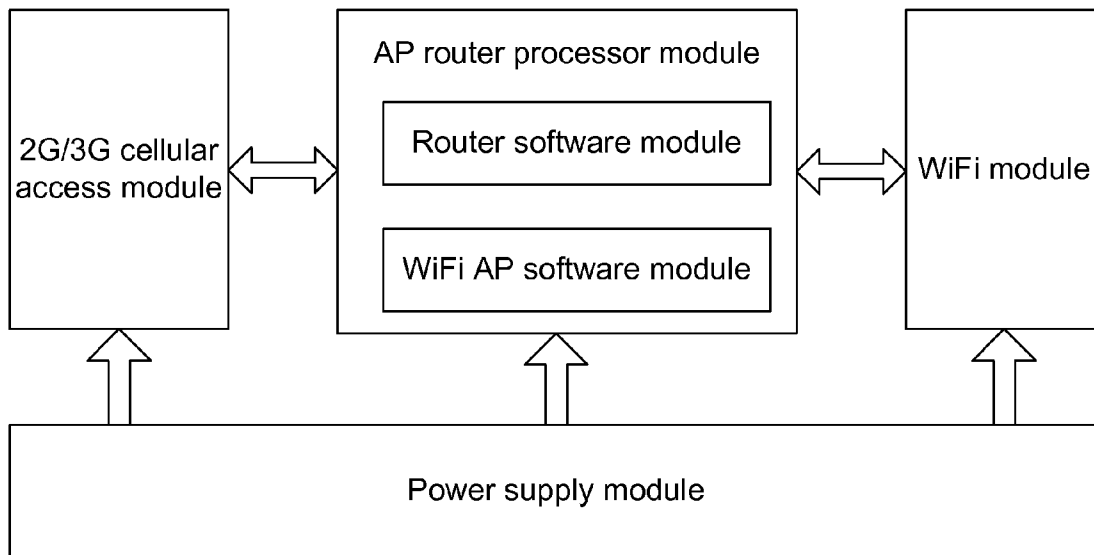 AP router processor module
2G/3G cellular
access module
Router software module
WiFi module
WiFi AP software module
Power supply module